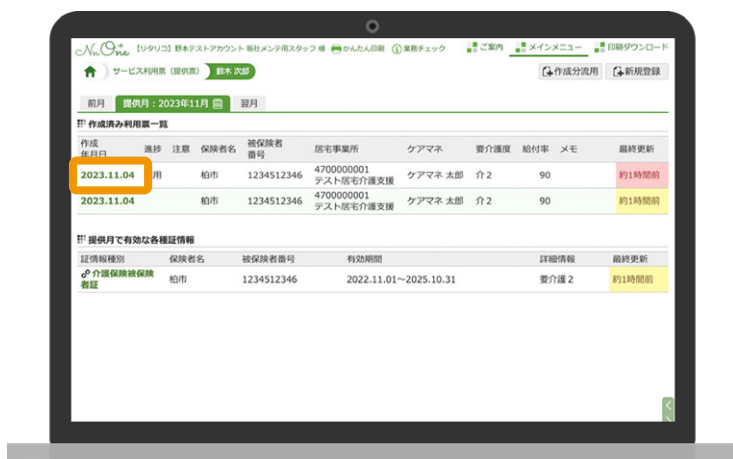 NnOne 【リタリコ】野本テストアカウント 販社メンテ用スタッフ 様 かんたん印刷 業務チェック ご案内 メインメニュー 印刷ダウンロード
サービス利用票（提供票） 鈴木 次郎 作成分流用 新規登録
前月 提供月：2023年11月 翌月
作成済み利用票一覧
作成年月日 進捗 注意 保険者名 被保険者番号 居宅事業所 ケアマネ 要介護度 給付率 メモ 最終更新
2023.11.04 用 柏市 1234512346 4700000001 テスト居宅介護支援 ケアマネ 太郎 介２ 90 約1時間前
2023.11.04 柏市 1234512346 4700000001 テスト居宅介護支援 ケアマネ 太郎 介２ 90 約1時間前
提供月で有効な各種証情報
証情報種別 保険者名 被保険者番号 有効期間 詳細情報 最終更新
介護保険被保険者証 柏市 1234512346 2022.11.01～2025.10.31 要介護２ 約1時間前